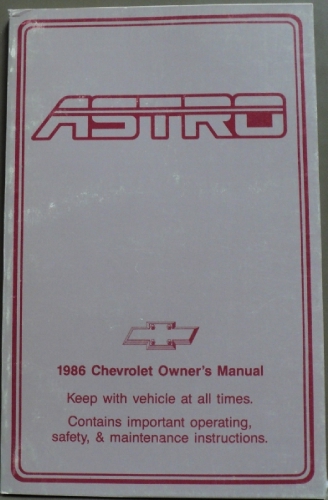 ASTRO
1986 Chevrolet Owner's Manual
Keep with vehicle at all times.
Contains important operating,
safety, & maintenance instructions.